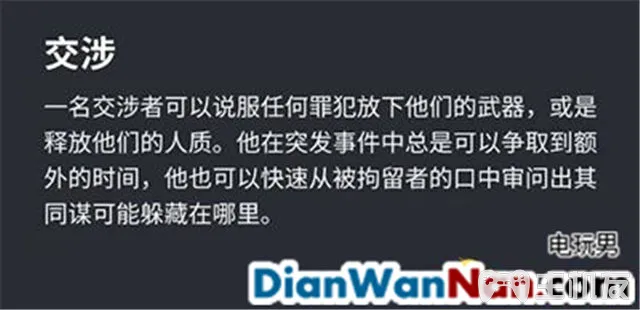 交涉
一名交涉者可以说服任何罪犯放下他们的武器，或是
释放他们的人质。他在突发事件中总是可以争取到额
外的时间，他也可以快速从被拘留者的口中审问出其
同谋可能躲藏在哪里。
电玩男
DianWanNan.com